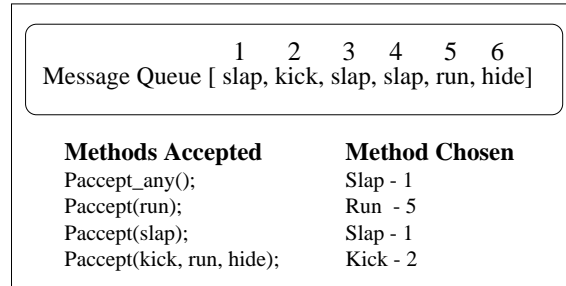 1 2 3 4 5 6
Message Queue [ slap, kick, slap, slap, run, hide]
Methods Accepted Method Chosen
Paccept_any(); Slap - 1
Paccept(run); Run - 5
Paccept(slap); Slap - 1
Paccept(kick, run, hide); Kick - 2